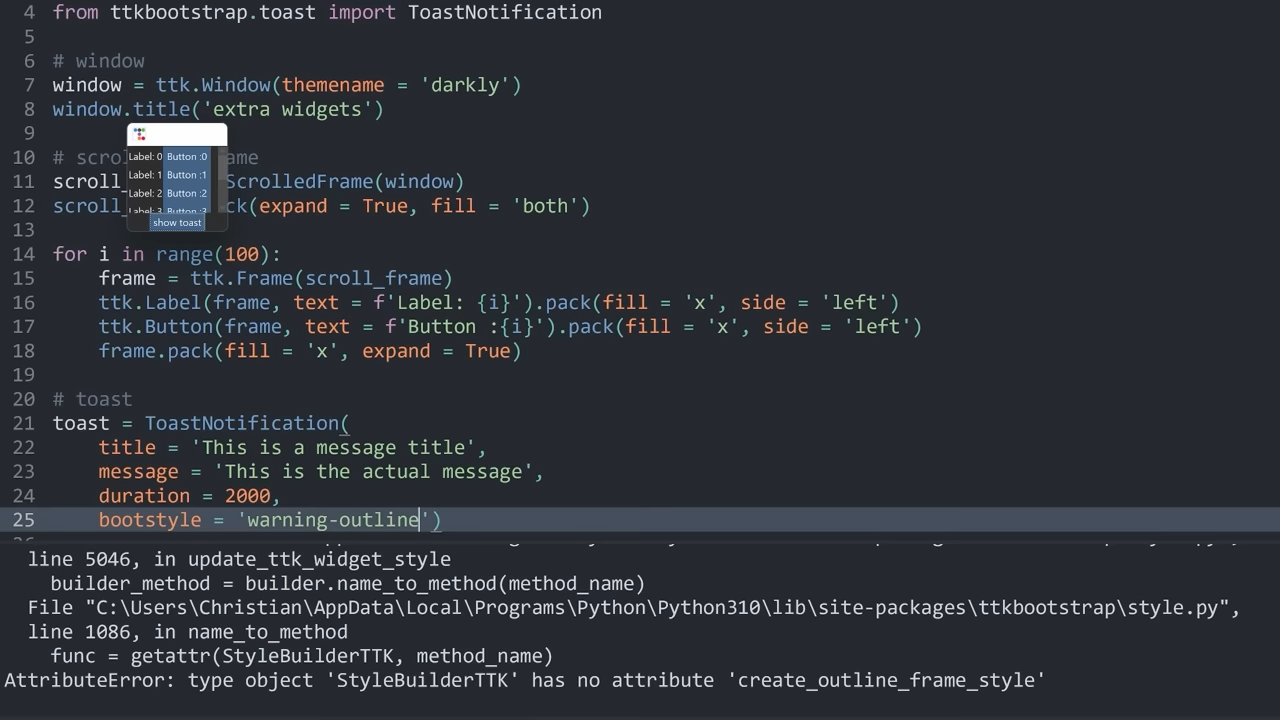 4 from ttkbootstrap.toast import ToastNotification
5
6 # window
7 window = ttk.Window(themename = 'darkly')
8 window.title('extra widgets')
9
10 # scro ame
11 scroll_ ScrolledFrame(window)
12 scroll_ ck(expand = True, fill = 'both')
Label: 0 Button :0
Label: 1 Button :1
Label: 2 Button :2
Label: 3 Button :3
show toast
13
14 for i in range(100):
15 frame = ttk.Frame(scroll_frame)
16 ttk.Label(frame, text = f'Label: {i}').pack(fill = 'x', side = 'left')
17 ttk.Button(frame, text = f'Button :{i}').pack(fill = 'x', side = 'left')
18 frame.pack(fill = 'x', expand = True)
19
20 # toast
21 toast = ToastNotification(
22 title = 'This is a message title',
23 message = 'This is the actual message',
24 duration = 2000,
25 bootstyle = 'warning-outline')
line 5046, in update_ttk_widget_style
builder_method = builder.name_to_method(method_name)
File "C:\Users\Christian\AppData\Local\Programs\Python\Python310\lib\site-packages\ttkbootstrap\style.py",
line 1086, in name_to_method
func = getattr(StyleBuilderTTK, method_name)
AttributeError: type object 'StyleBuilderTTK' has no attribute 'create_outline_frame_style'